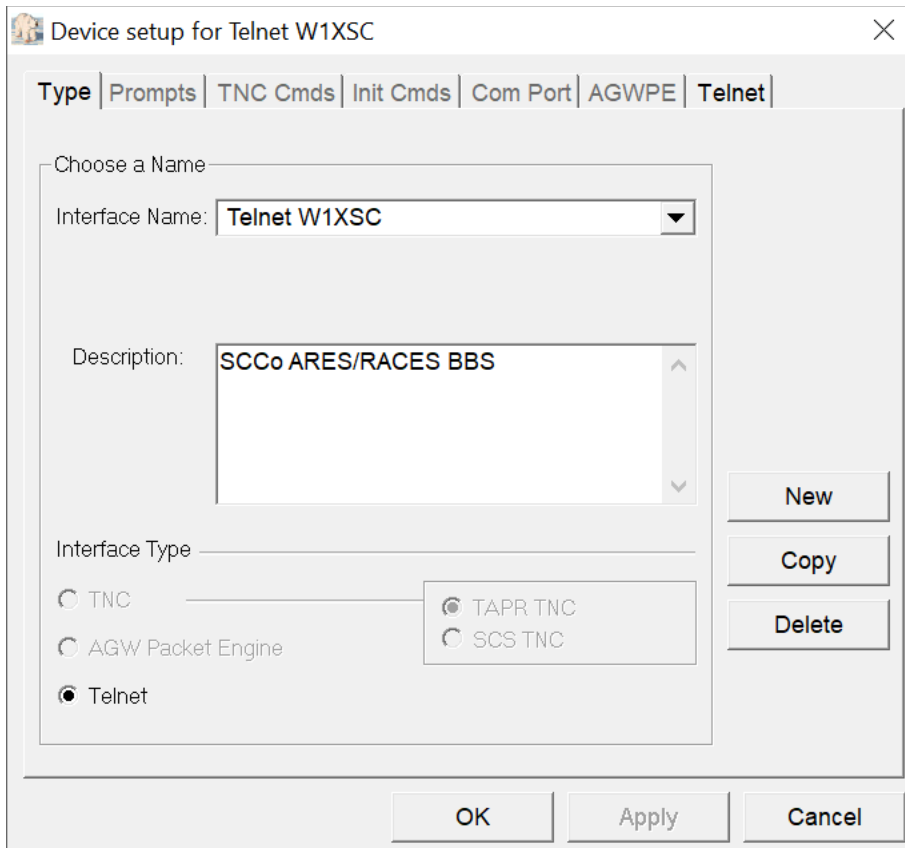 Device setup for Telnet W1XSC
Type Prompts TNC Cmds Init Cmds Com Port AGWPE Telnet
Choose a Name
Interface Name: Telnet W1XSC
Description: SCCo ARES/RACES BBS
New
Interface Type
Copy
TNC TAPR TNC
Delete
AGW Packet Engine SCS TNC
Telnet
OK Apply Cancel